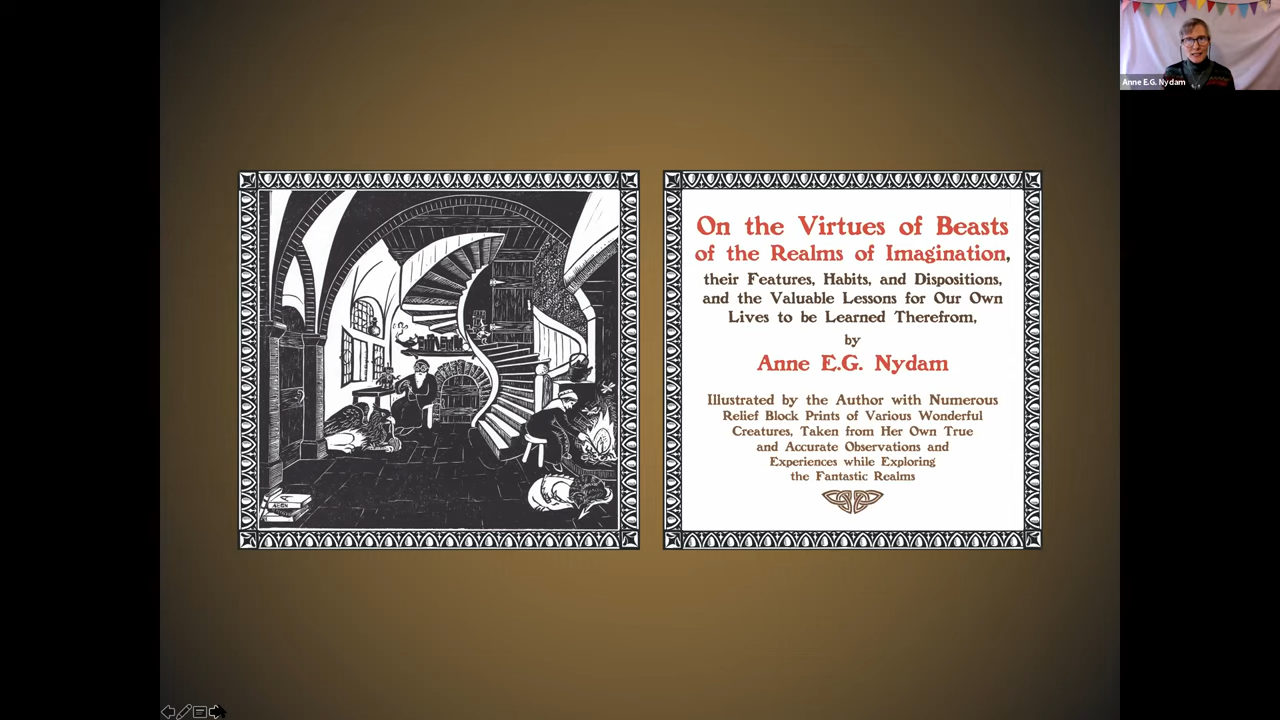 On the Virtues of Beasts
of the Realms of Imagination,
their Features, Habits, and Dispositions,
and the Valuable Lessons for Our Own
Lives to be Learned Therefrom,
by
Anne E.G. Nydam
Illustrated by the Author with Numerous
Relief Block Prints of Various Wonderful
Creatures, Taken from Her Own True
and Accurate Observations and
Experiences while Exploring
the Fantastic Realms
Anne E.G. Nydam